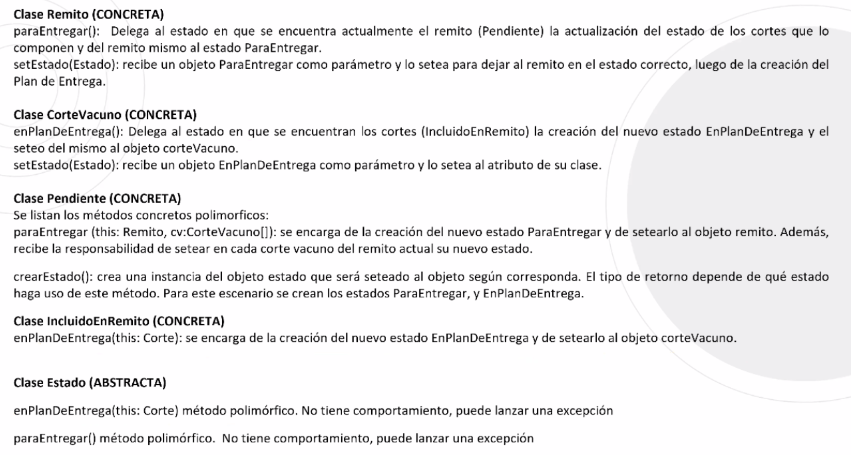 Clase Remito (CONCRETA)
paraEntregar(): Delega al estado en que se encuentra actualmente el remito (Pendiente) la actualización del estado de los cortes que lo
componen y del remito mismo al estado ParaEntregar.
setEstado(Estado): recibe un objeto ParaEntregar como parámetro y lo setea para dejar al remito en el estado correcto, luego de la creación del
Plan de Entrega.
Clase CorteVacuno (CONCRETA)
enPlanDeEntrega(): Delega al estado en que se encuentran los cortes (IncluidoEnRemito) la creación del nuevo estado EnPlanDeEntrega y el
seteo del mismo al objeto corteVacuno.
setEstado(Estado): recibe un objeto EnPlanDeEntrega como parámetro y lo setea al atributo de su clase.
Clase Pendiente (CONCRETA)
Se listan los métodos concretos polimorficos:
paraEntregar (this: Remito, cv:CorteVacuno[]): se encarga de la creación del nuevo estado ParaEntregar y de setearlo al objeto remito. Además,
recibe la responsabilidad de setear en cada corte vacuno del remito actual su nuevo estado.
crearEstado(): crea una instancia del objeto estado que será seteado al objeto según corresponda. El tipo de retorno depende de qué estado
haga uso de este método. Para este escenario se crean los estados ParaEntregar, y EnPlanDeEntrega.
Clase IncluidoEnRemito (CONCRETA)
enPlanDeEntrega(this: Corte): se encarga de la creación del nuevo estado EnPlanDeEntrega y de setearlo al objeto corteVacuno.
Clase Estado (ABSTRACTA)
enPlanDeEntrega(this: Corte) método polimórfico. No tiene comportamiento, puede lanzar una excepción
paraEntregar() método polimórfico. No tiene comportamiento, puede lanzar una excepción